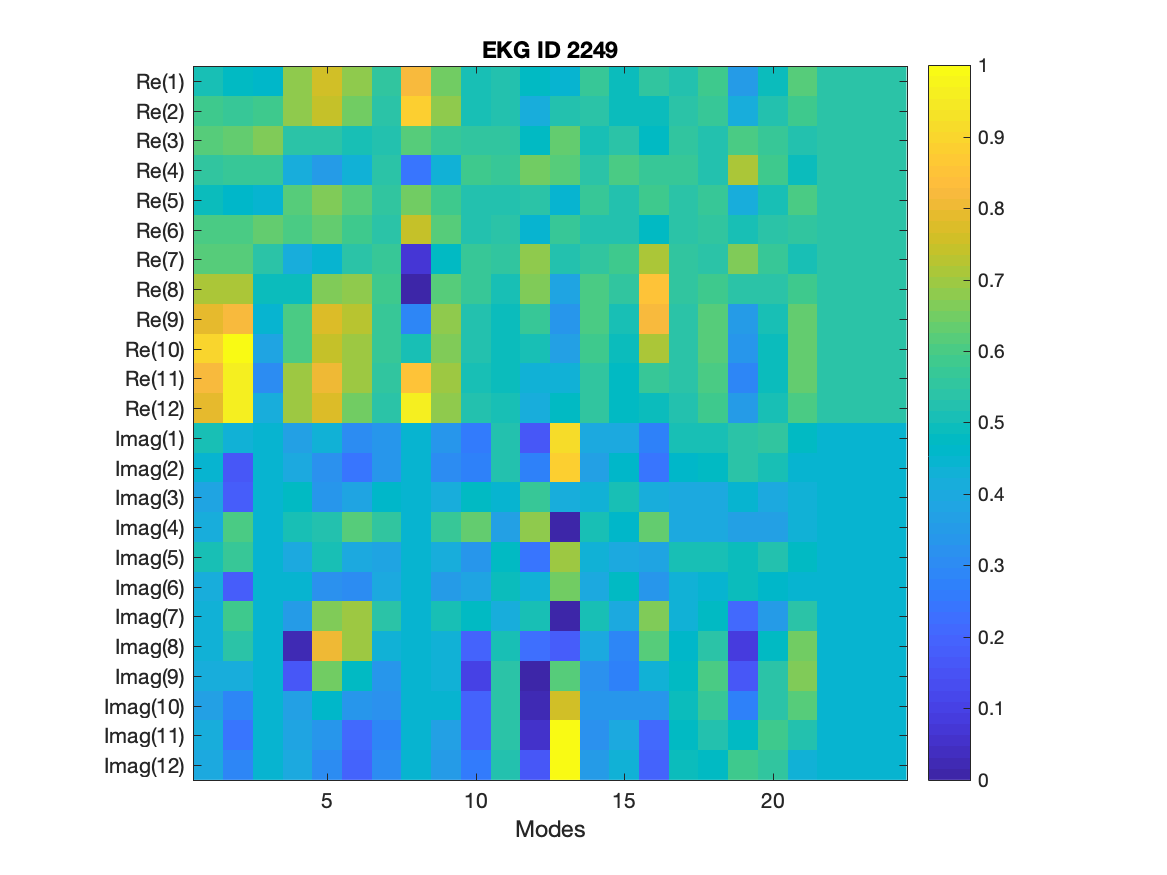 EKG ID 2249
Re(1)
Re(2)
Re(3)
Re(4)
Re(5)
Re(6)
Re(7)
Re(8)
Re(9)
Re(10)
Re(11)
Re(12)
Imag(1)
Imag(2)
Imag(3)
Imag(4)
Imag(5)
Imag(6)
Imag(7)
Imag(8)
Imag(9)
Imag(10)
Imag(11)
Imag(12)
5 10 15 20
Modes
1
0.9
0.8
0.7
0.6
0.5
0.4
0.3
0.2
0.1
0